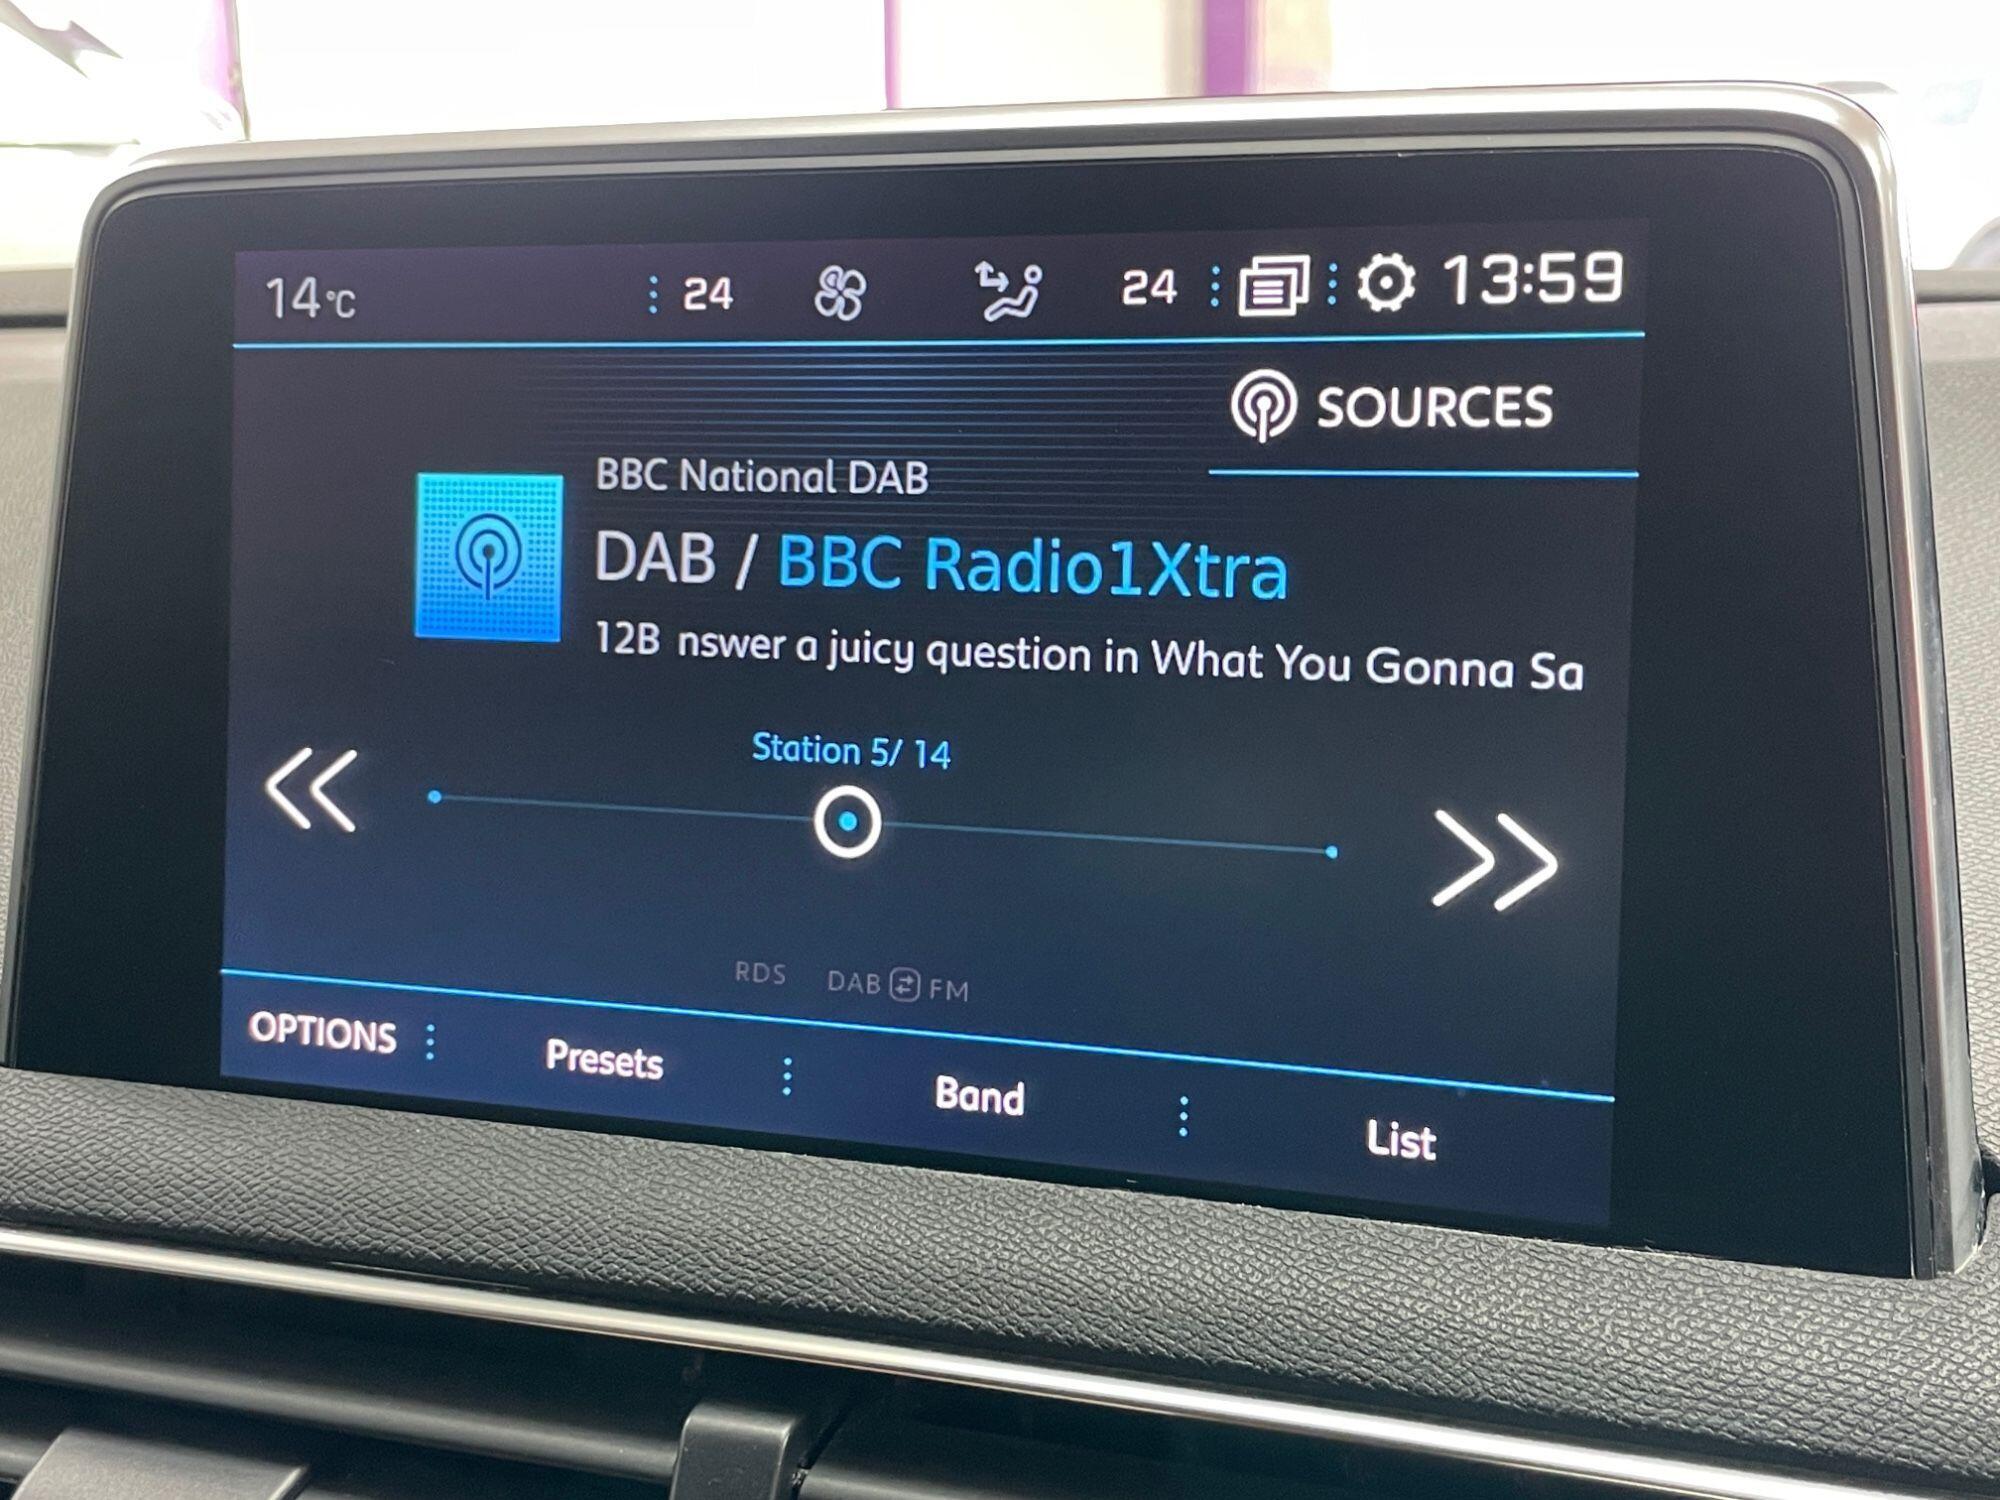 14°C 24 24 13:59
SOURCES
BBC National DAB
DAB / BBC Radio1Xtra
12B nswer a juicy question in What You Gonna Sa
Station 5/ 14
RDS DAB FM
OPTIONS Presets Band List